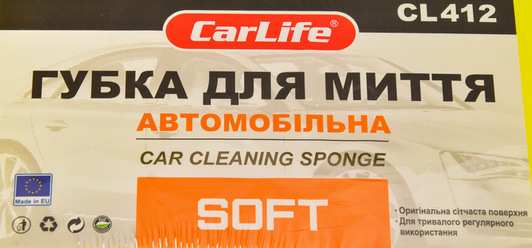 CarLife®
CL412
ГУБКА ДЛЯ МИТТЯ
АВТОМОБІЛЬНА
CAR CLEANING SPONGE
Made in EU
SOFT
• Оригінальна сітчаста поверхня
• Для тривалого регулярного
використання